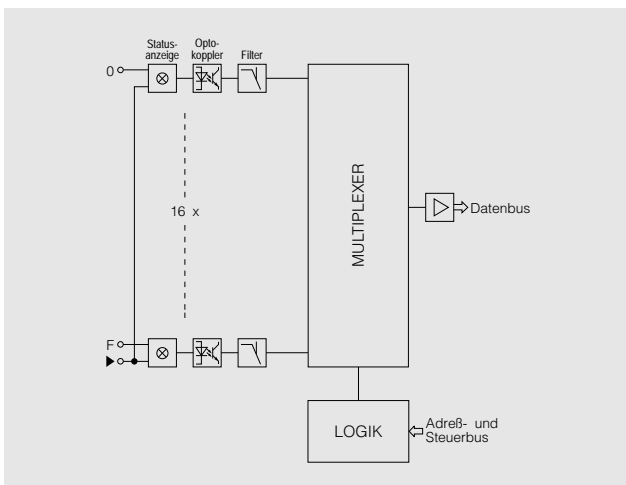 Status-
anzeige
Opto-
koppler
Filter
0
16 x
MULTIPLEXER
Datenbus
F
LOGIK
Adreß- und
Steuerbus